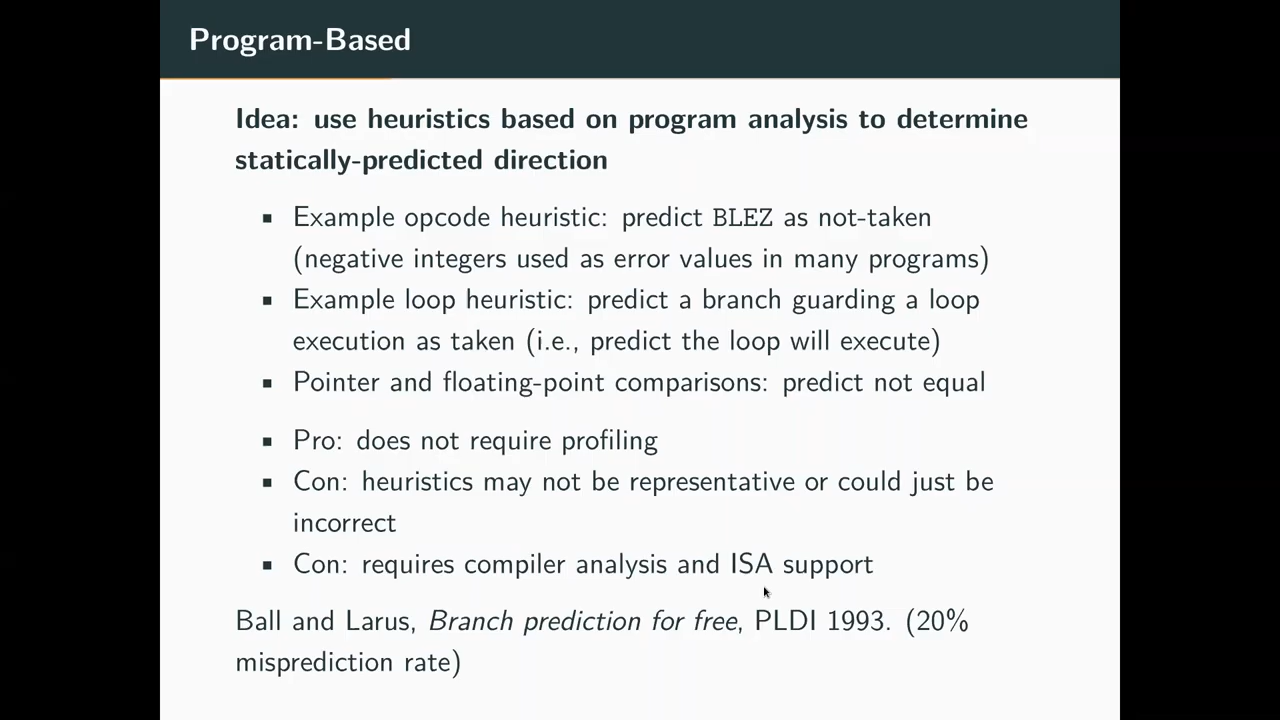 Program-Based
Idea: use heuristics based on program analysis to determine
statically-predicted direction
▪ Example opcode heuristic: predict BLEZ as not-taken
(negative integers used as error values in many programs)
▪ Example loop heuristic: predict a branch guarding a loop
execution as taken (i.e., predict the loop will execute)
▪ Pointer and floating-point comparisons: predict not equal
▪ Pro: does not require profiling
▪ Con: heuristics may not be representative or could just be
incorrect
▪ Con: requires compiler analysis and ISA support
Ball and Larus, Branch prediction for free, PLDI 1993. (20%
misprediction rate)